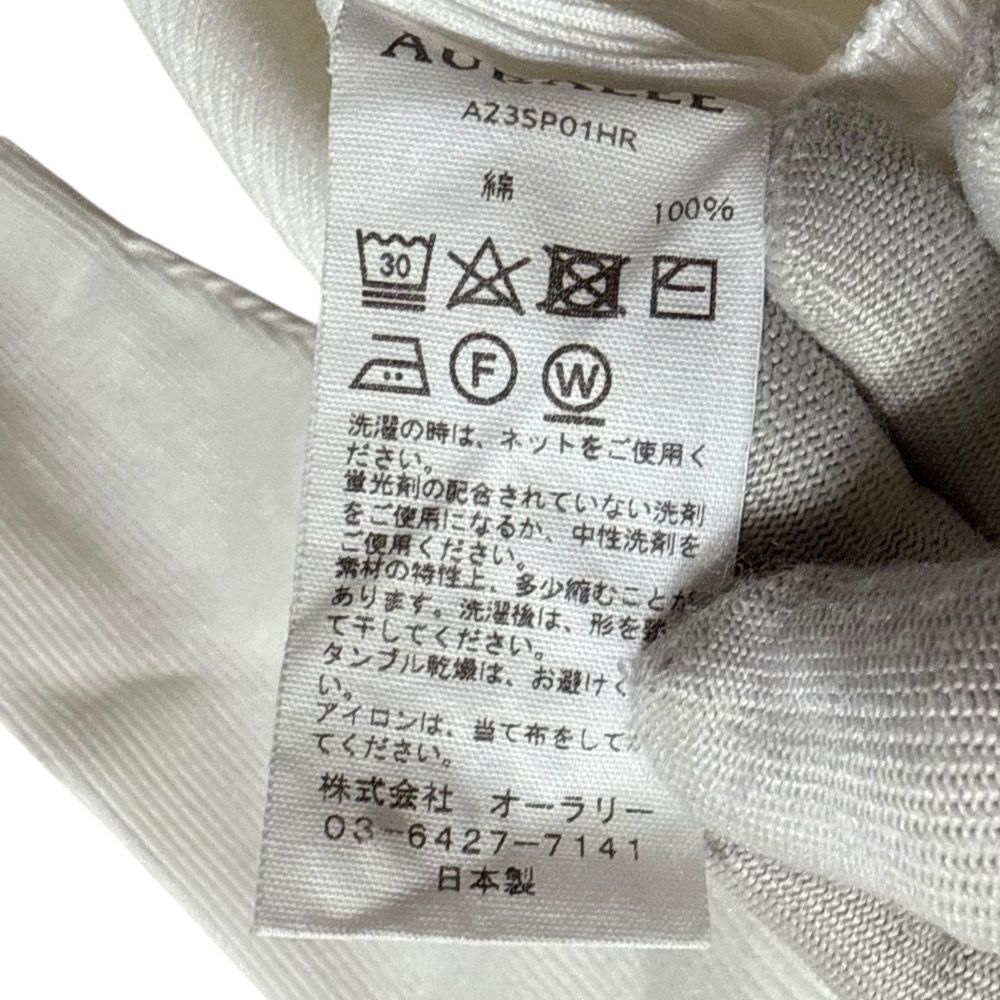 AURALEE
A23SP01HR
綿 100%
30
F W
洗濯の時は、ネットをご使用く
ださい。
蛍光剤の配合されていない洗剤
をご使用になるか、中性洗剤を
ご使用ください。
素材の特性上、多少縮むことが
あります。洗濯後は、形を整
て干してください。
タンブル乾燥は、お避けく
い。
アイロンは、当て布をして
てください。
株式会社 オーラリー
03-6427-7141
日本製